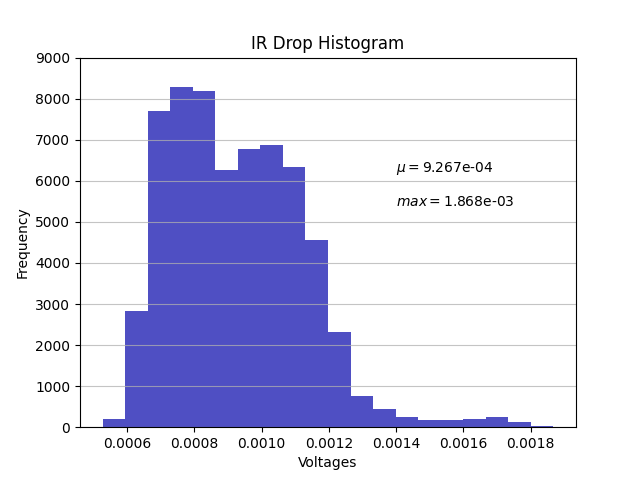 IR Drop Histogram
9000
8000
7000
6000
5000
4000
3000
2000
1000
0
Frequency
μ = 9.267e-04
max = 1.868e-03
0.0006 0.0008 0.0010 0.0012 0.0014 0.0016 0.0018
Voltages